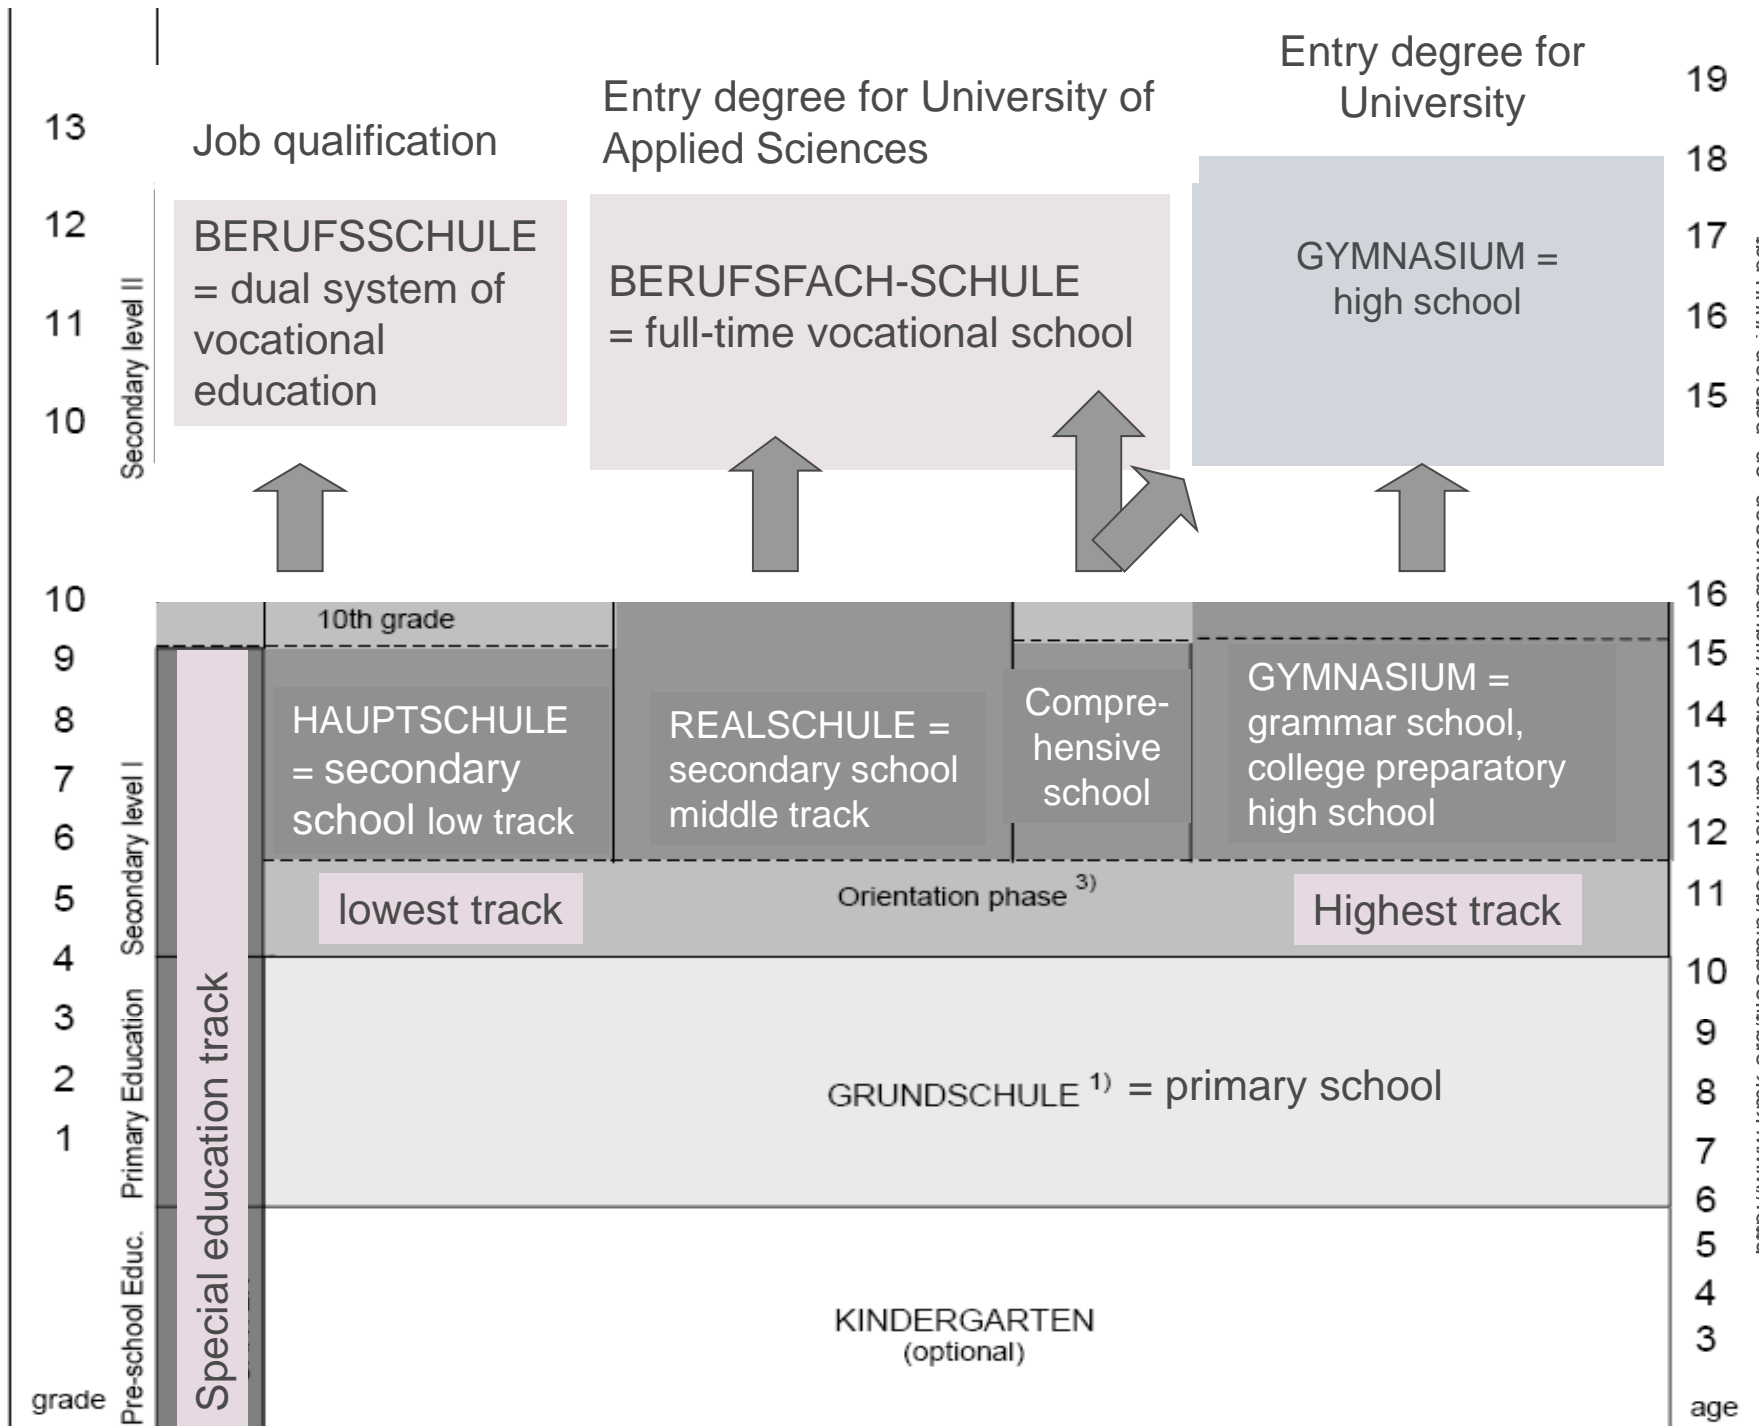 Entry degree for
University
Entry degree for University of
Applied Sciences
Job qualification
13
12
11
10
Secondary level II
19
18
17
16
15
BERUFSSCHULE
= dual system of
vocational
education
BERUFSFACH-SCHULE
= full-time vocational school
GYMNASIUM =
high school
10
9
8
7
6
5
4
3
2
1
grade
Secondary level I
Primary Education
Pre-school Educ.
10th grade
HAUPTSCHULE
= secondary
school low track
REALSCHULE =
secondary school
middle track
Compre-
hensive
school
GYMNASIUM =
grammar school,
college preparatory
high school
lowest track
Orientation phase 3)
Highest track
Special education track
GRUNDSCHULE 1) = primary school
KINDERGARTEN
(optional)
16
15
14
13
12
11
10
9
8
7
6
5
4
3
age